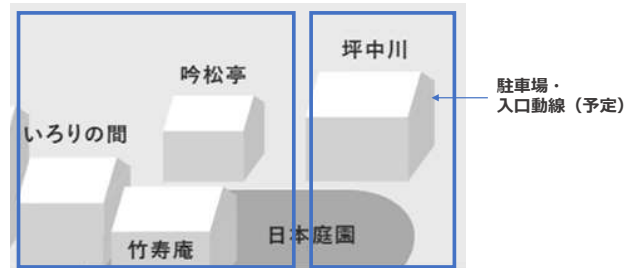 坪中川
吟松亭
駐車場・
入口動線（予定）
いろりの間
日本庭園
竹寿庵